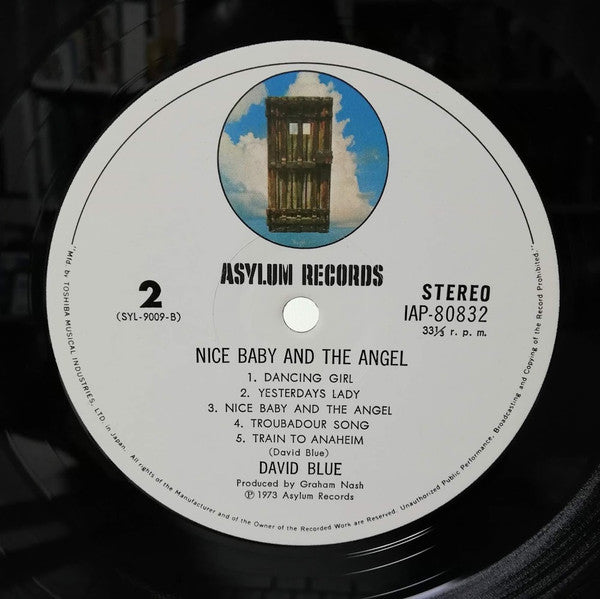 ASYLUM RECORDS
2
(SYL-9009-B)
STEREO
IAP-80832
33⅓ r. p. m.
NICE BABY AND THE ANGEL
1. DANCING GIRL
2. YESTERDAYS LADY
3. NICE BABY AND THE ANGEL
4. TROUBADOUR SONG
5. TRAIN TO ANAHEIM
(David Blue)
DAVID BLUE
Produced by Graham Nash
Ⓟ 1973 Asylum Records
"Mfd. by TOSHIBA MUSICAL INDUSTRIES, LTD. in Japan. All rights of the Manufacturer and of the Owner of the Recorded Work are Reserved. Unauthorized Public Performance, Broadcasting and Copying of the Record Prohibited."